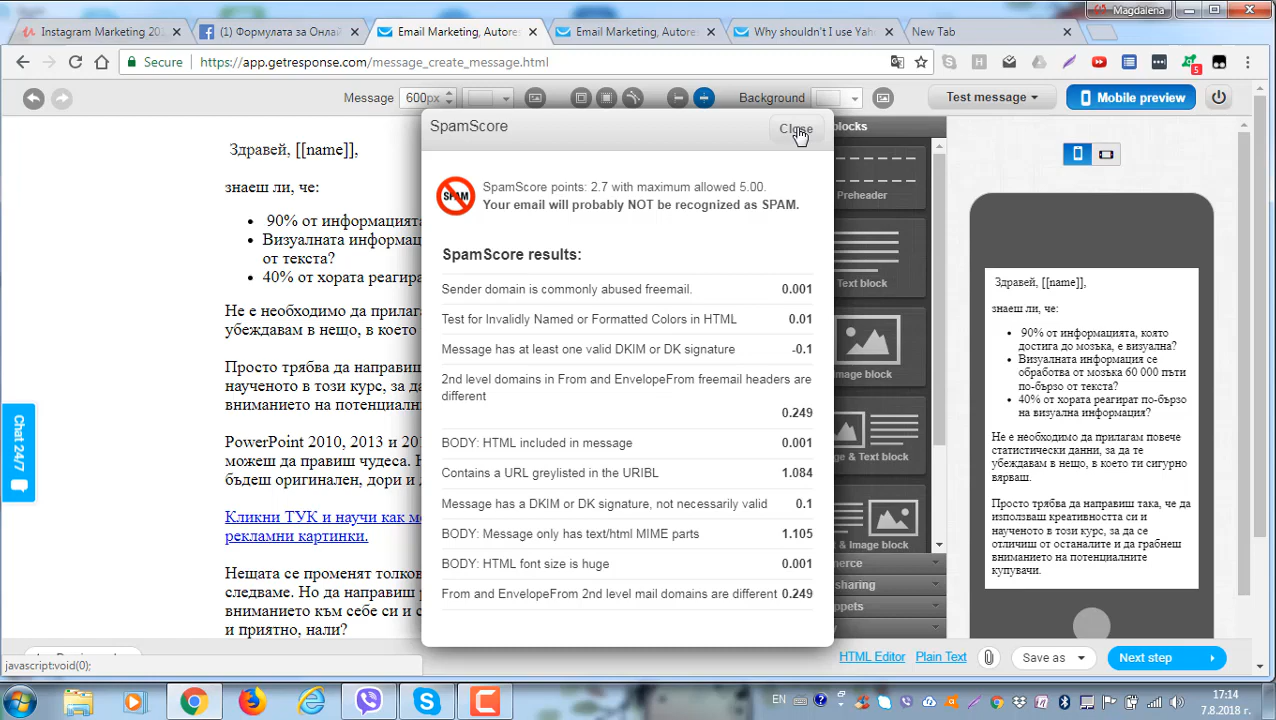 Magdalena
Instagram Marketing 20
(1) Формулата за Онлай
Email Marketing, Autores
Email Marketing, Autores
Why shouldn't I use Yah
New Tab
Secure
https://app.getresponse.com/message_create_message.html
5
Message
600px
Background
Test message
Mobile preview
SpamScore
Close
blocks
SPAM
SpamScore points: 2.7 with maximum allowed 5.00.
Your email will probably NOT be recognized as SPAM.
SpamScore results:
Sender domain is commonly abused freemail.
0.001
Test for Invalidly Named or Formatted Colors in HTML
0.01
Message has at least one valid DKIM or DK signature
-0.1
2nd level domains in From and EnvelopeFrom freemail headers are
different
0.249
BODY: HTML included in message
0.001
Contains a URL greylisted in the URIBL
1.084
Message has a DKIM or DK signature, not necessarily valid
0.1
BODY: Message only has text/html MIME parts
1.105
BODY: HTML font size is huge
0.001
From and EnvelopeFrom 2nd level mail domains are different
0.249
Здравей, [[name]],
знаеш ли, че:
90% от информацията
Визуалната информац
от текста?
40% от хората реагират
Не е необходимо да прилага
убеждавам в нещо, в което
Просто трябва да направиш
наученото в този курс, за да
вниманието на потенциалн
PowerPoint 2010, 2013 и 20
можеш да правиш чудеса.
бъдеш оригинален, дори и
Кликни ТУК и научи как м
рекламни картинки.
Нещата се променят толков
следваме. Но да направиш
вниманието към себе си и с
и приятно, нали?
Chat 24/7
Preheader
Text block
Image block
& Text block
& Image block
merce
sharing
ppets
Здравей, [[name]],
знаеш ли, че:
90% от информацията, която
достига до мозъка, е визуална?
Визуалната информация се
обработва от мозъка 60 000 пъти
по-бързо от текста?
40% от хората реагират по-бързо
на визуална информация?
Не е необходимо да прилагам повече
статистически данни, за да те
убеждавам в нещо, в което ти сигурно
вярваш.
Просто трябва да направиш така, че да
използваш креативността си и
наученото в този курс, за да се
отличиш от останалите и да грабнеш
вниманието на потенциалните
купувачи.
javascript:void(0);
HTML Editor
Plain Text
Save as
Next step
EN
17:14
7.8.2018 г.